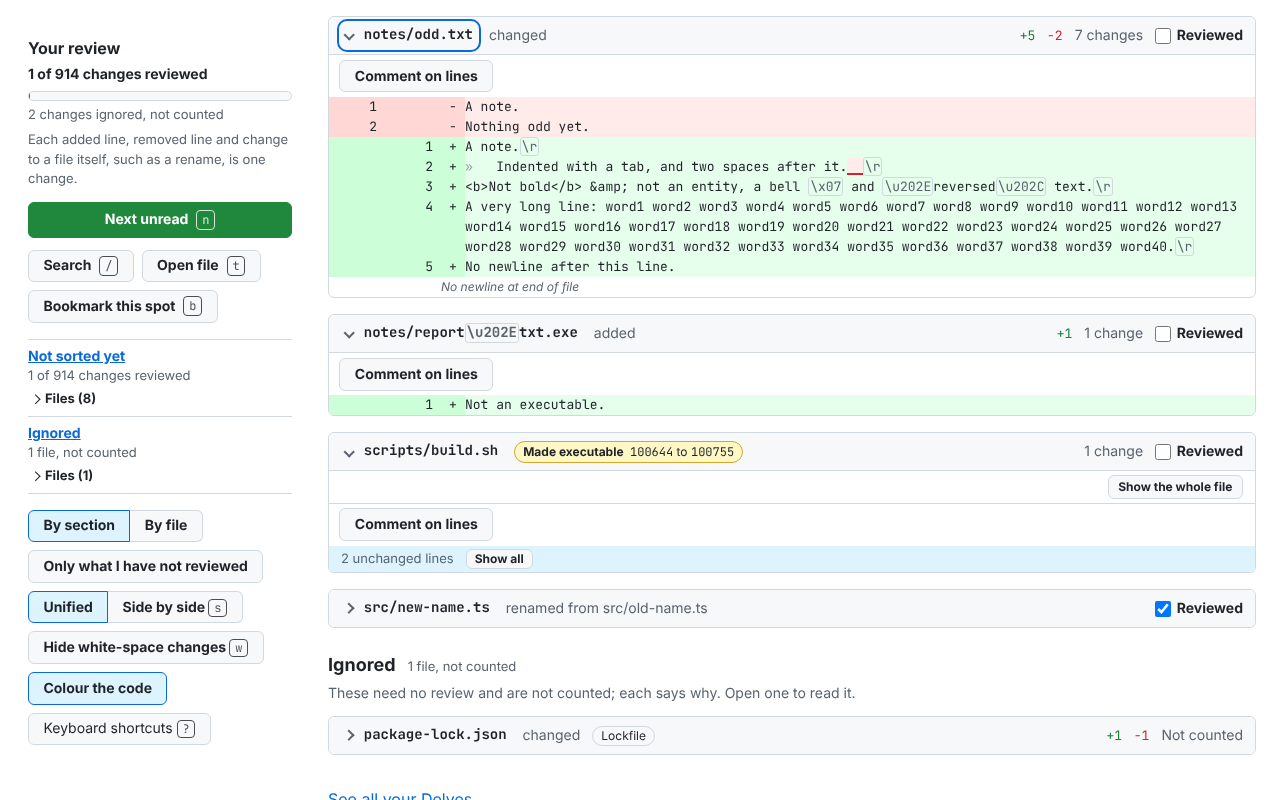 Your review
1 of 914 changes reviewed
2 changes ignored, not counted
Each added line, removed line and change
to a file itself, such as a rename, is one
change.
Next unread n
Search / Open file t
Bookmark this spot b
Not sorted yet
1 of 914 changes reviewed
Files (8)
Ignored
1 file, not counted
Files (1)
By section By file
Only what I have not reviewed
Unified Side by side s
Hide white-space changes w
Colour the code
Keyboard shortcuts ?
notes/odd.txt changed +5 -2 7 changes Reviewed
Comment on lines
1 - A note.
2 - Nothing odd yet.
1 + A note.\r
2 + » Indented with a tab, and two spaces after it.  \r
3 + <b>Not bold</b> &amp; not an entity, a bell \x07 and \u202Ereversed\u202C text.\r
4 + A very long line: word1 word2 word3 word4 word5 word6 word7 word8 word9 word10 word11 word12 word13
word14 word15 word16 word17 word18 word19 word20 word21 word22 word23 word24 word25 word26 word27
word28 word29 word30 word31 word32 word33 word34 word35 word36 word37 word38 word39 word40.\r
5 + No newline after this line.
No newline at end of file
notes/report\u202Etxt.exe added +1 1 change Reviewed
Comment on lines
1 + Not an executable.
scripts/build.sh Made executable 100644 to 100755 1 change Reviewed
Show the whole file
Comment on lines
2 unchanged lines Show all
src/new-name.ts renamed from src/old-name.ts Reviewed
Ignored 1 file, not counted
These need no review and are not counted; each says why. Open one to read it.
package-lock.json changed Lockfile +1 -1 Not counted
See all your Delves